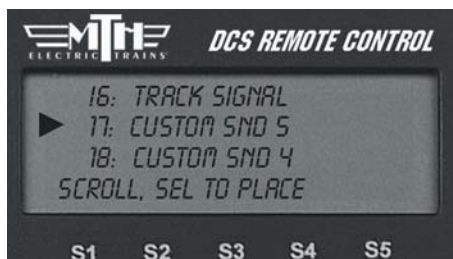 MTH DCS REMOTE CONTROL
ELECTRIC TRAINS
16: TRACK SIGNAL
17: CUSTOM SND 5
18: CUSTOM SND 4
SCROLL, SEL TO PLACE
S1 S2 S3 S4 S5